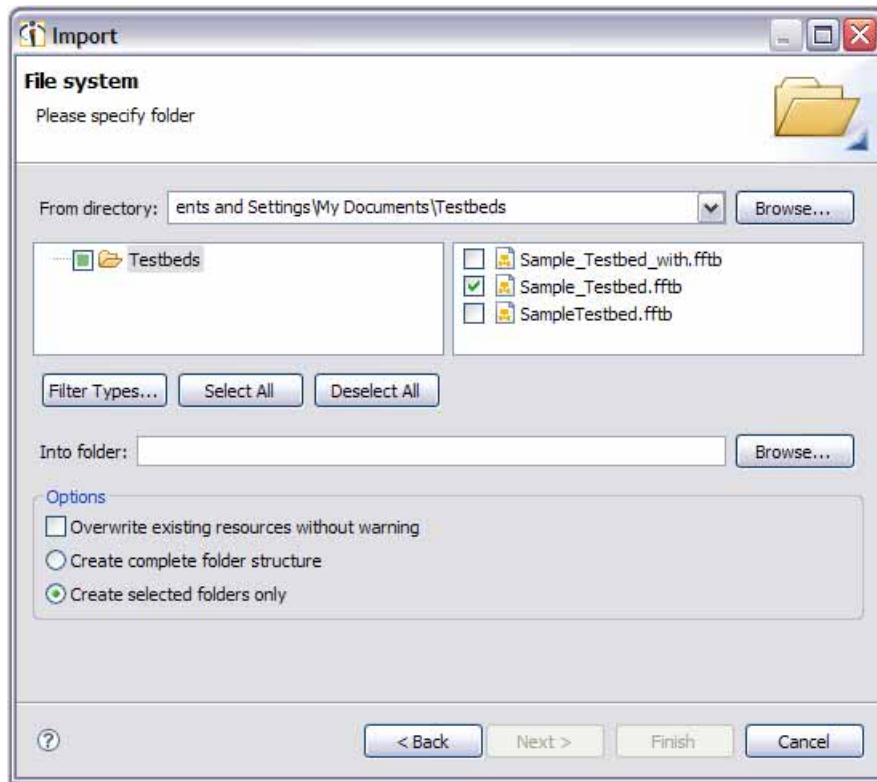 Import
File system
Please specify folder
From directory: ents and Settings\My Documents\Testbeds Browse...
Testbeds
Sample_Testbed_with.fftb
Sample_Testbed.fftb
SampleTestbed.fftb
Filter Types... Select All Deselect All
Into folder: Browse...
Options
Overwrite existing resources without warning
Create complete folder structure
Create selected folders only
? < Back Next > Finish Cancel